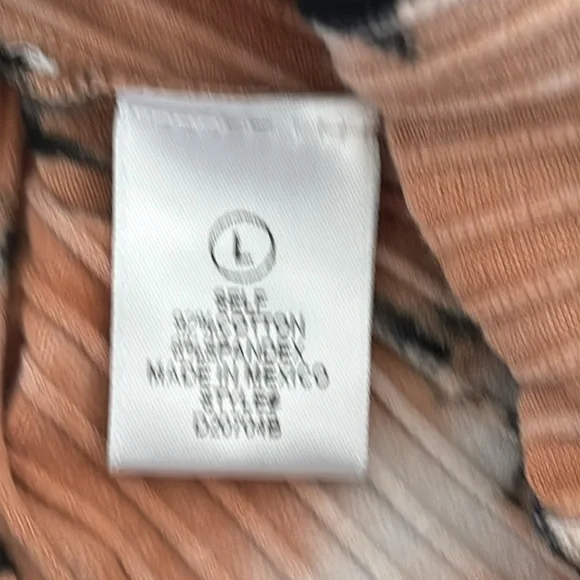 L
SELF
COTTON
SPANDEX
MADE IN MEXICO
STYLE#